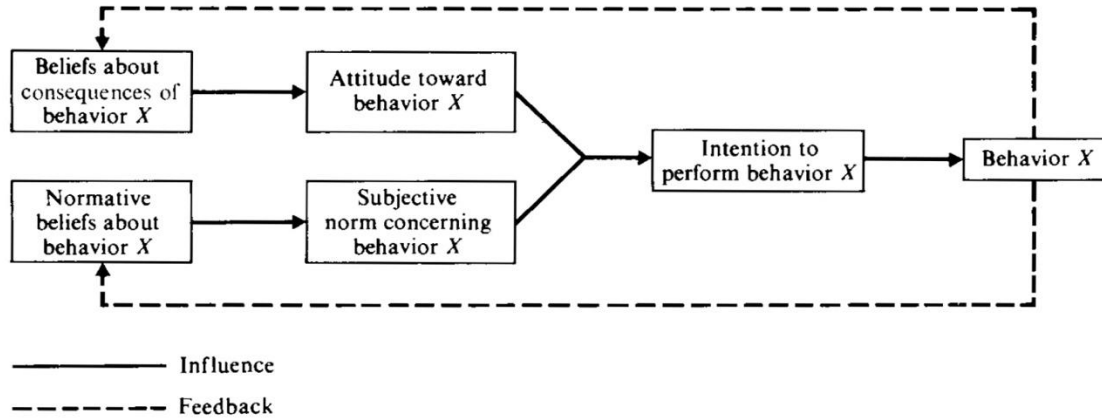 Beliefs about
consequences of
behavior X
Attitude toward
behavior X
Intention to
perform behavior X
Behavior X
Normative
beliefs about
behavior X
Subjective
norm concerning
behavior X
Influence
Feedback